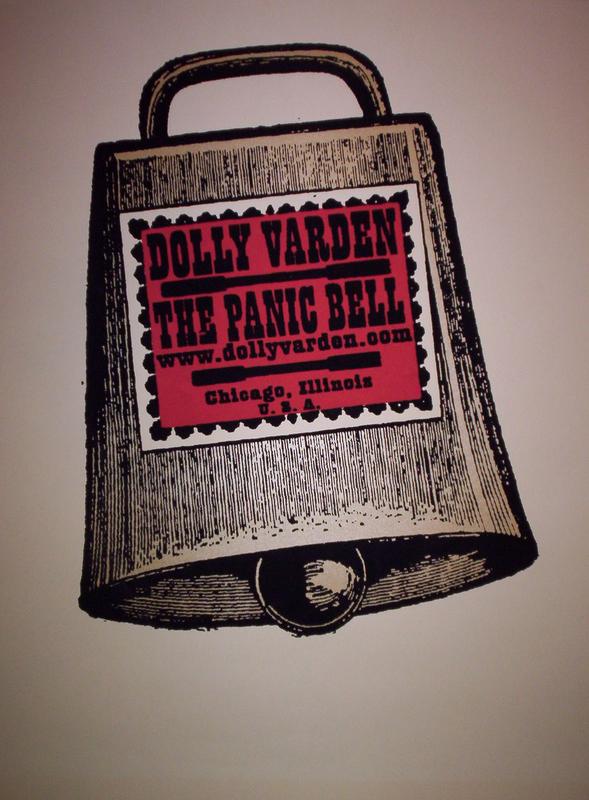 DOLLY VARDEN
THE PANIC BELL
www.dollyvarden.com
Chicago, Illinois
U. S. A.